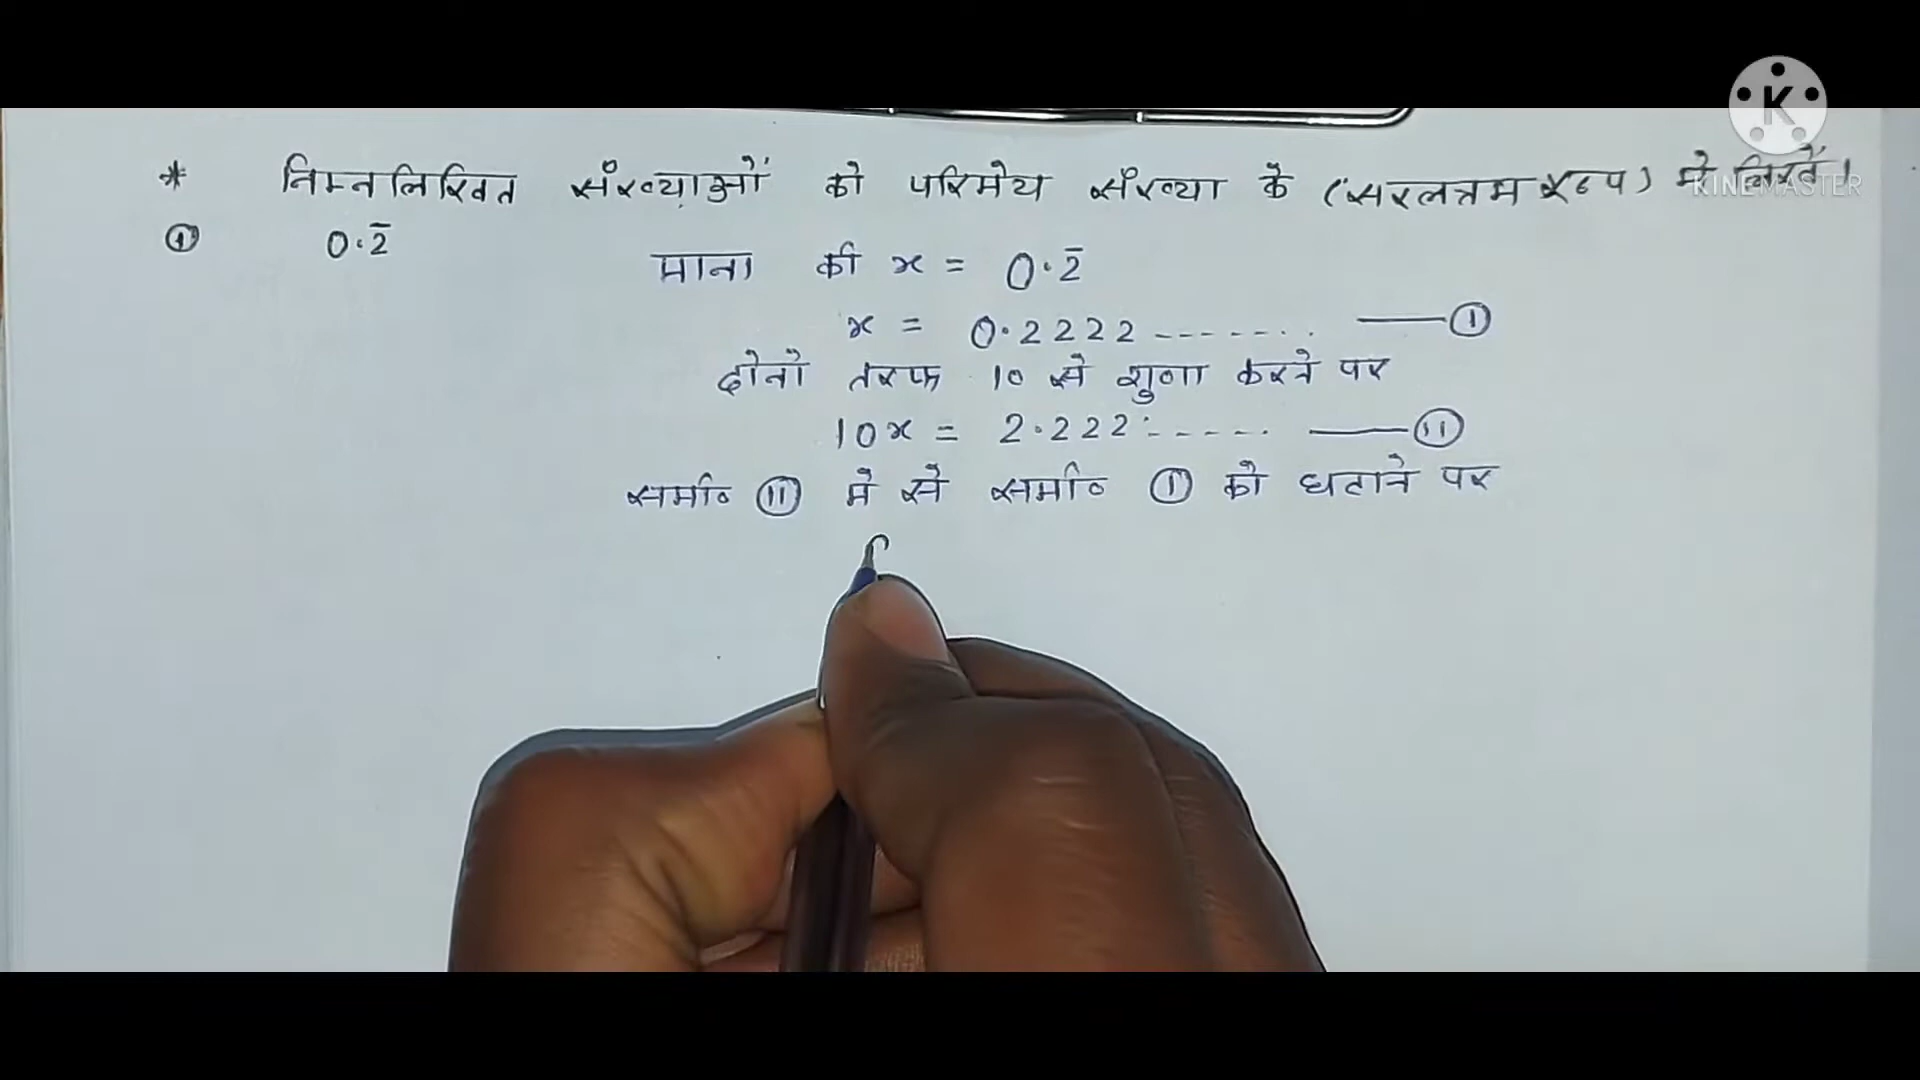 * निम्नलिखित संख्याओं को परिमेय संख्या के (सरलतम रूप) में लिखें।
① 0.2̅
माना की x = 0.2̅
x = 0.2222 ------- —— ①
दोनो तरफ 10 से गुणा करने पर
10x = 2.222 ------ —— ⑪
समी० ⑪ मे से समी० ① को घटाने पर
K
KINEMASTER